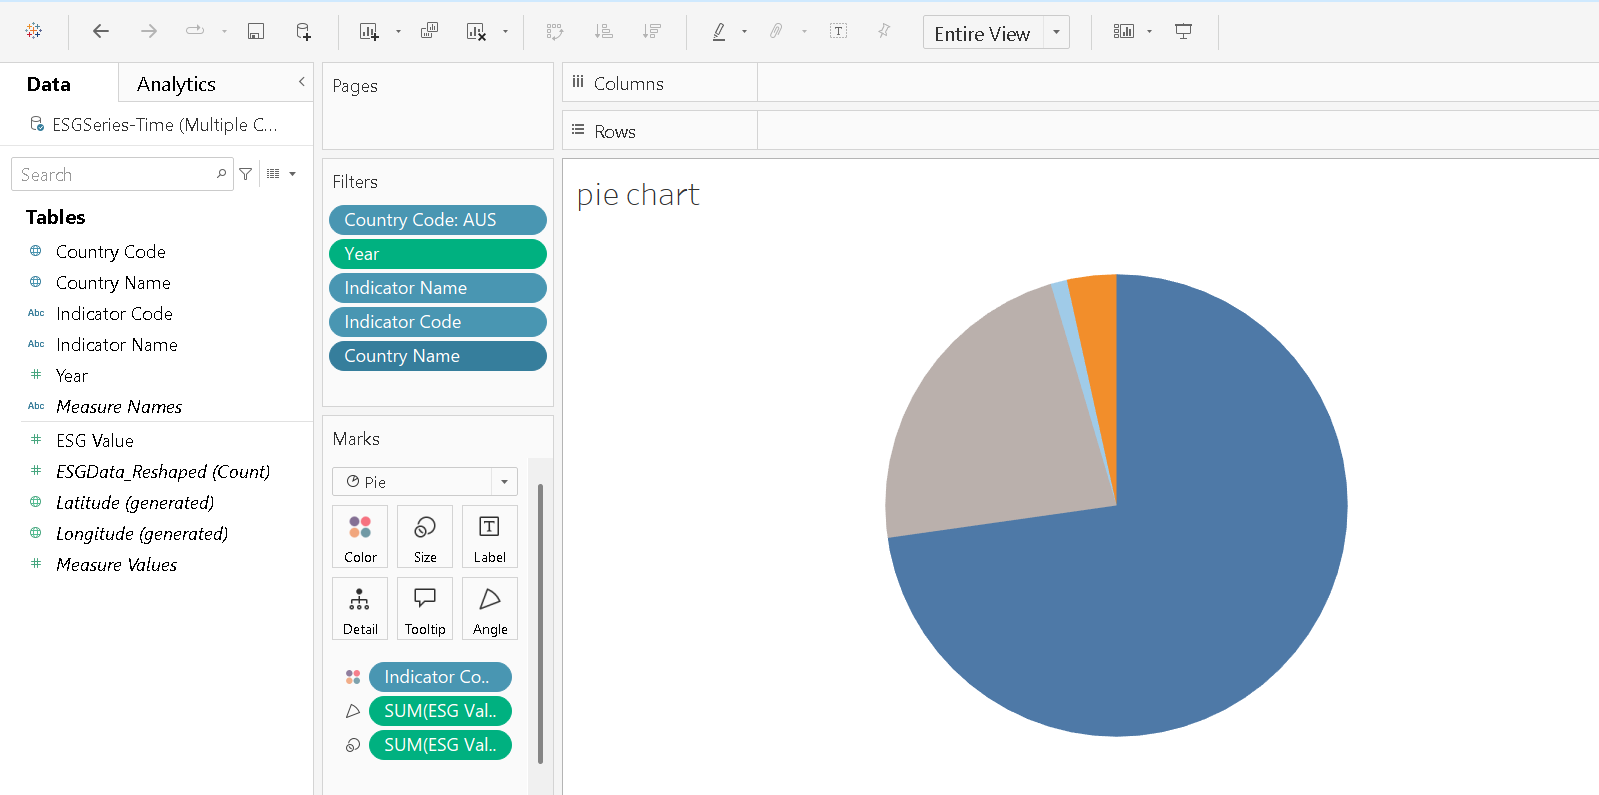 Entire View
Data
Analytics
ESGSeries-Time (Multiple C...
Search
Tables
Country Code
Country Name
Abc Indicator Code
Abc Indicator Name
# Year
Abc Measure Names
# ESG Value
# ESGData_Reshaped (Count)
Latitude (generated)
Longitude (generated)
# Measure Values
Pages
Filters
Country Code: AUS
Year
Indicator Name
Indicator Code
Country Name
Marks
Pie
Color
Size
T
Label
Detail
Tooltip
Angle
Indicator Co..
SUM(ESG Val..
SUM(ESG Val..
Columns
Rows
pie chart